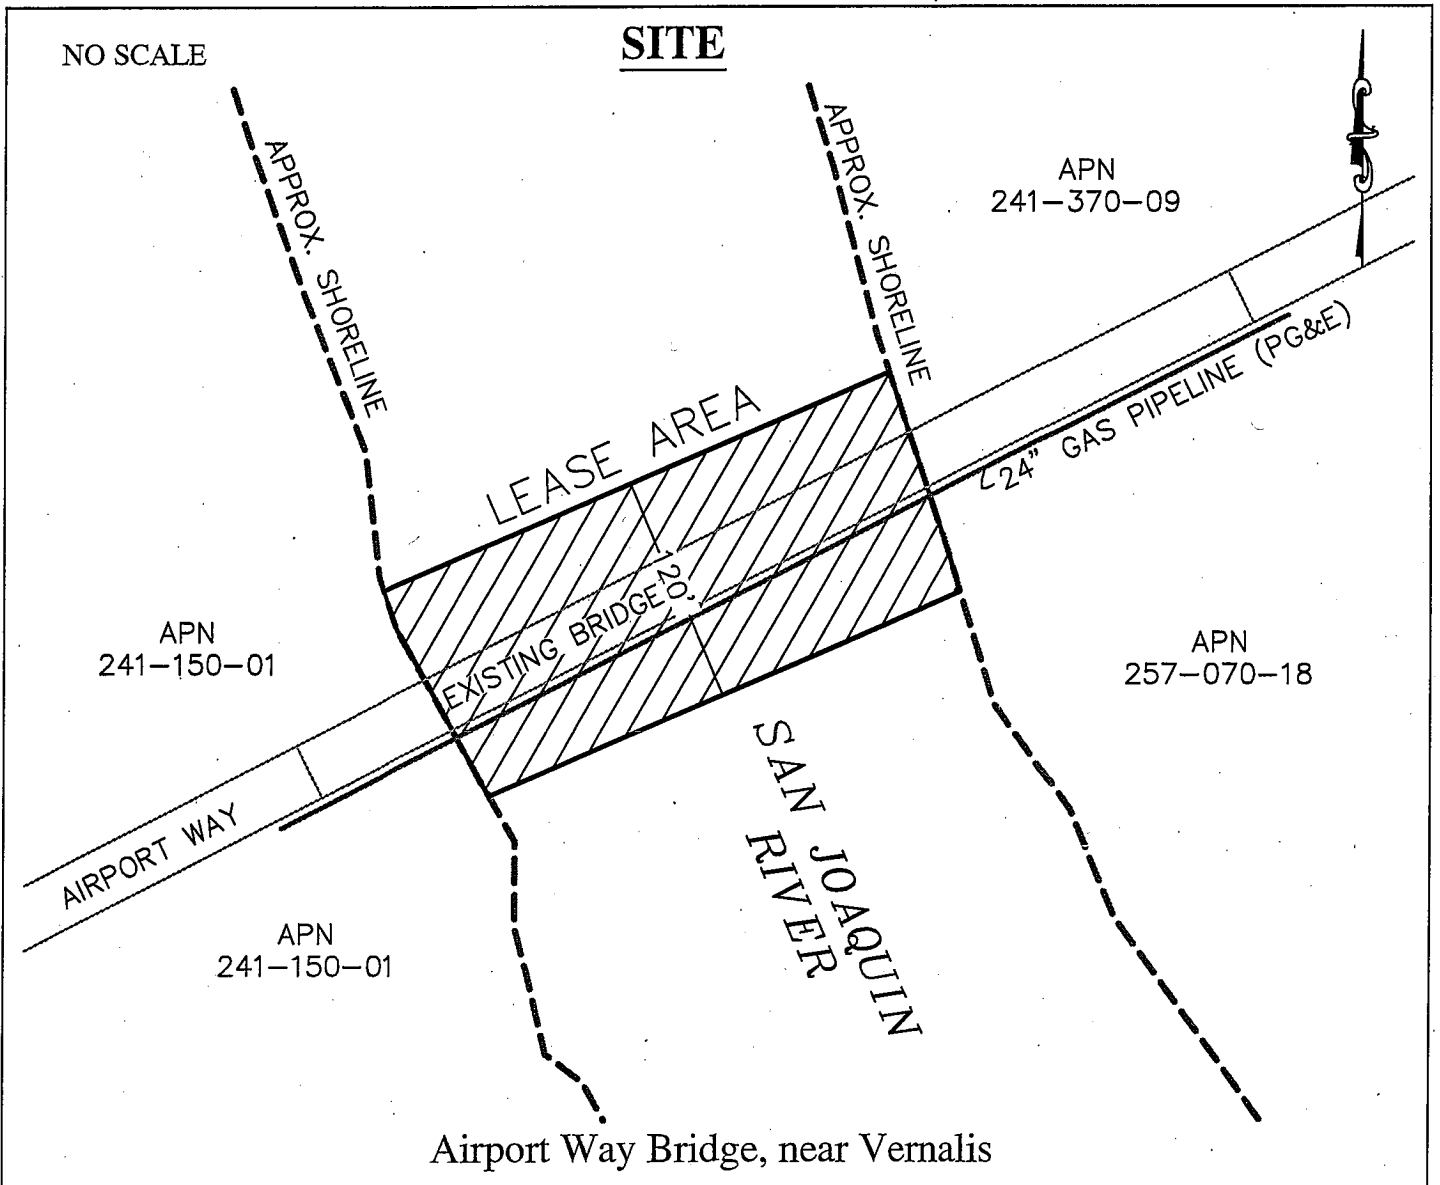 SITE
NO SCALE
APPROX. SHORELINE
APPROX. SHORELINE
APN
241-370-09
LEASE AREA
24" GAS PIPELINE (PG&E)
20'
EXISTING BRIDGE
APN
241-150-01
APN
257-070-18
AIRPORT WAY
SAN JOAQUIN
RIVER
APN
241-150-01
Airport Way Bridge, near Vernalis